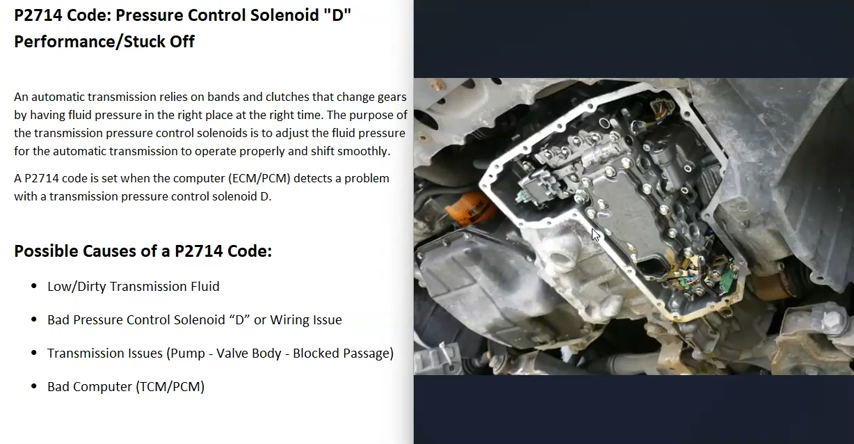 P2714 Code: Pressure Control Solenoid "D"
Performance/Stuck Off
An automatic transmission relies on bands and clutches that change gears
by having fluid pressure in the right place at the right time. The purpose of
the transmission pressure control solenoids is to adjust the fluid pressure
for the automatic transmission to operate properly and shift smoothly.
A P2714 code is set when the computer (ECM/PCM) detects a problem
with a transmission pressure control solenoid D.
Possible Causes of a P2714 Code:
• Low/Dirty Transmission Fluid
• Bad Pressure Control Solenoid “D” or Wiring Issue
• Transmission Issues (Pump - Valve Body - Blocked Passage)
• Bad Computer (TCM/PCM)